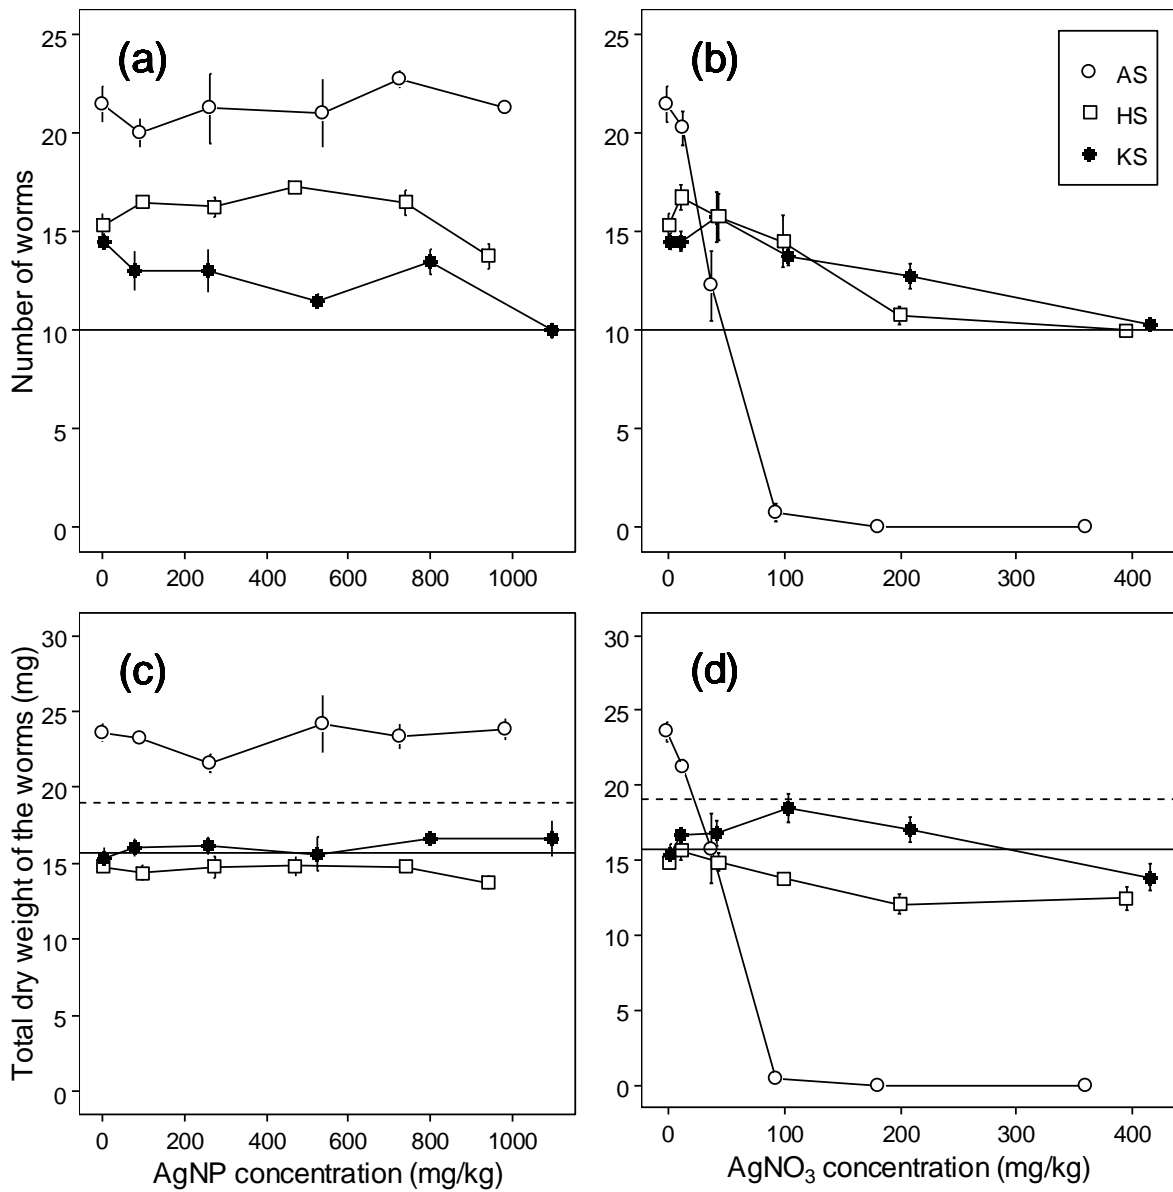 (a)
Number of worms
25
20
15
10
5
0
0 200 400 600 800 1000
(b)
AS
HS
KS
25
20
15
10
5
0
0 100 200 300 400
(c)
Total dry weight of the worms (mg)
30
25
20
15
10
5
0
0 200 400 600 800 1000
AgNP concentration (mg/kg)
(d)
30
25
20
15
10
5
0
0 100 200 300 400
AgNO₃ concentration (mg/kg)